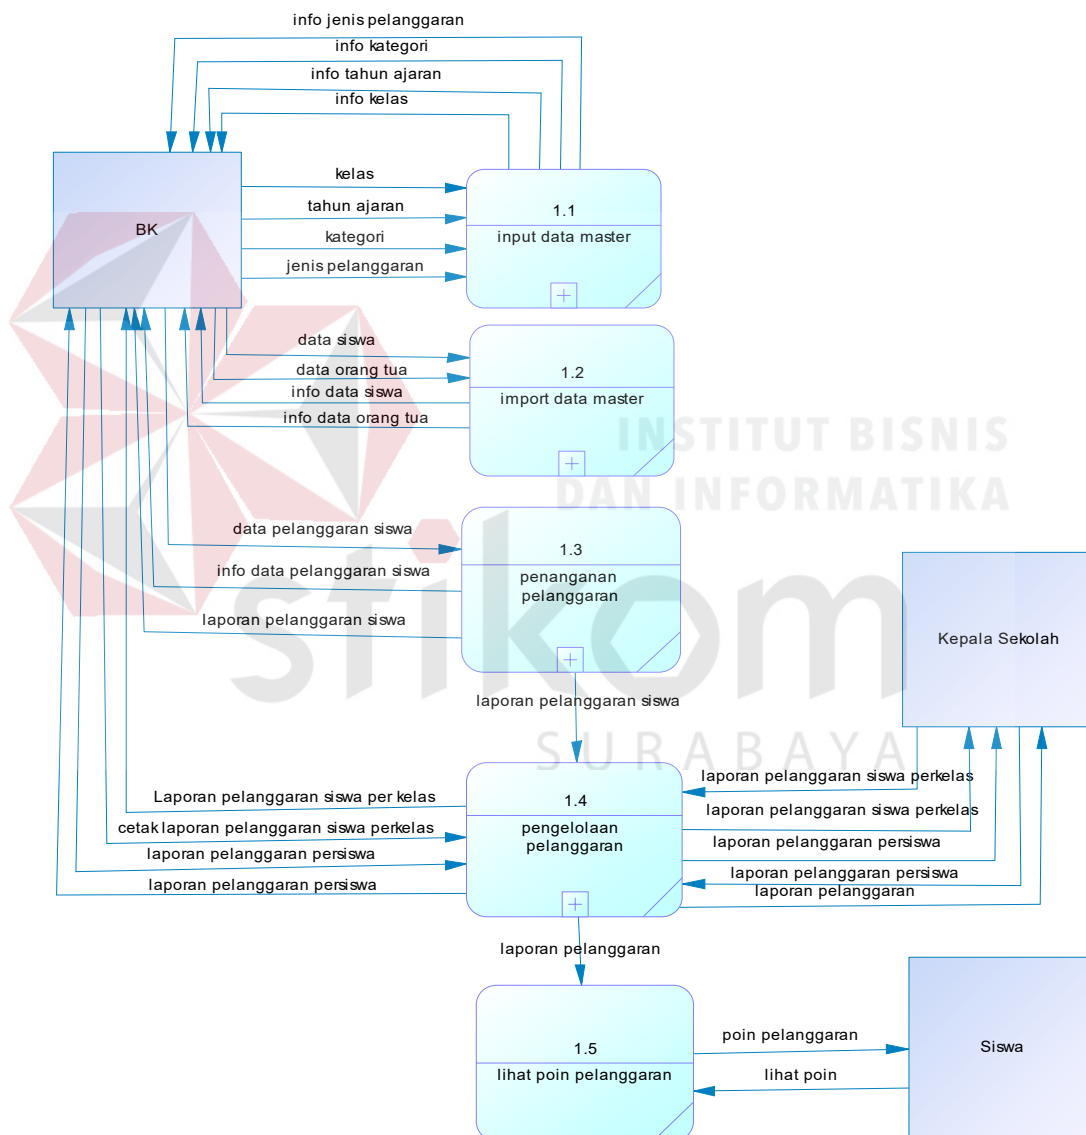 info jenis pelanggaran
info kategori
info tahun ajaran
info kelas
kelas
tahun ajaran
kategori
jenis pelanggaran
BK
1.1
input data master
data siswa
data orang tua
info data siswa
info data orang tua
1.2
import data master
INSTITUT BISNIS
DAN INFORMATIKA
data pelanggaran siswa
info data pelanggaran siswa
laporan pelanggaran siswa
1.3
penanganan
pelanggaran
stikom
SURABAYA
Kepala Sekolah
laporan pelanggaran siswa
Laporan pelanggaran siswa per kelas
cetak laporan pelanggaran siswa perkelas
laporan pelanggaran persiswa
laporan pelanggaran persiswa
1.4
pengelolaan
pelanggaran
laporan pelanggaran siswa perkelas
laporan pelanggaran siswa perkelas
laporan pelanggaran persiswa
laporan pelanggaran persiswa
laporan pelanggaran
laporan pelanggaran
1.5
lihat poin pelanggaran
poin pelanggaran
lihat poin
Siswa